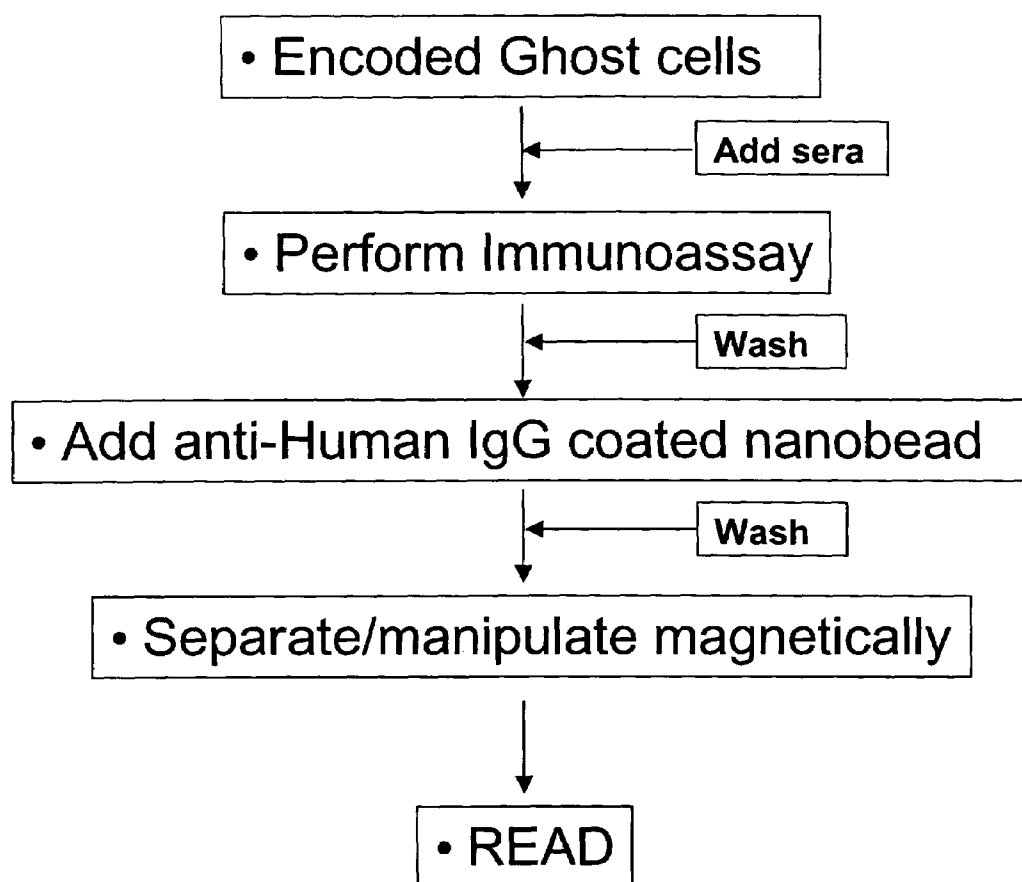 • Encoded Ghost cells
Add sera
• Perform Immunoassay
Wash
• Add anti-Human IgG coated nanobead
Wash
• Separate/manipulate magnetically
• READ